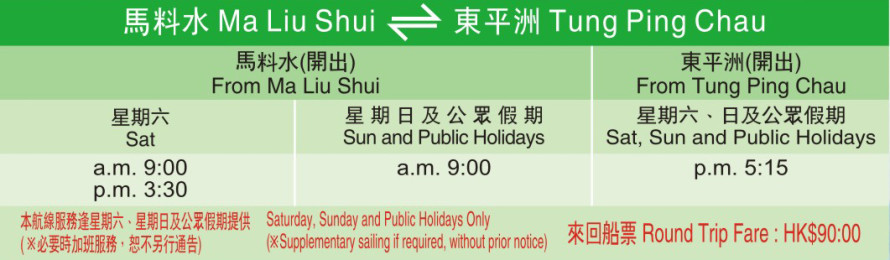 馬料水 Ma Liu Shui ⇌ 東平洲 Tung Ping Chau
馬料水(開出)
From Ma Liu Shui
東平洲(開出)
From Tung Ping Chau
星期六
Sat
星期日及公眾假期
Sun and Public Holidays
星期六、日及公眾假期
Sat, Sun and Public Holidays
a.m. 9:00
p.m. 3:30
a.m. 9:00
p.m. 5:15
本航線服務逢星期六、星期日及公眾假期提供
(※必要時加班服務，恕不另行通告)
Saturday, Sunday and Public Holidays Only
(※Supplementary sailing if required, without prior notice)
來回船票 Round Trip Fare : HK$90:00